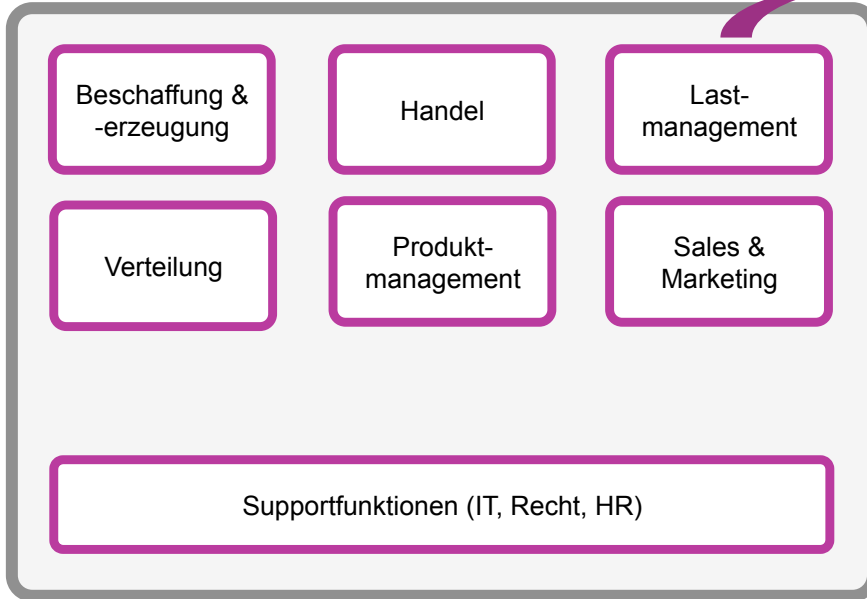 Beschaffung &
-erzeugung
Handel
Last-
management
Verteilung
Produkt-
management
Sales &
Marketing
Supportfunktionen (IT, Recht, HR)